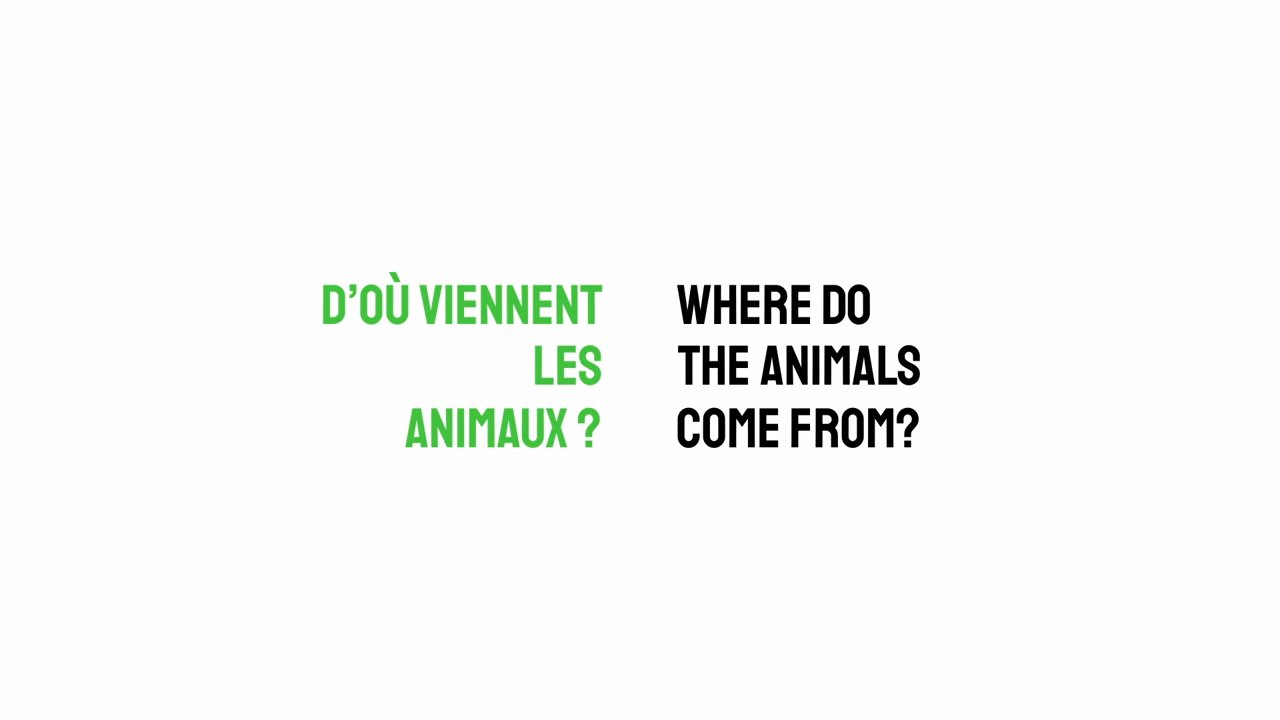 D’OÙ VIENNENT
LES
ANIMAUX ?
WHERE DO
THE ANIMALS
COME FROM?